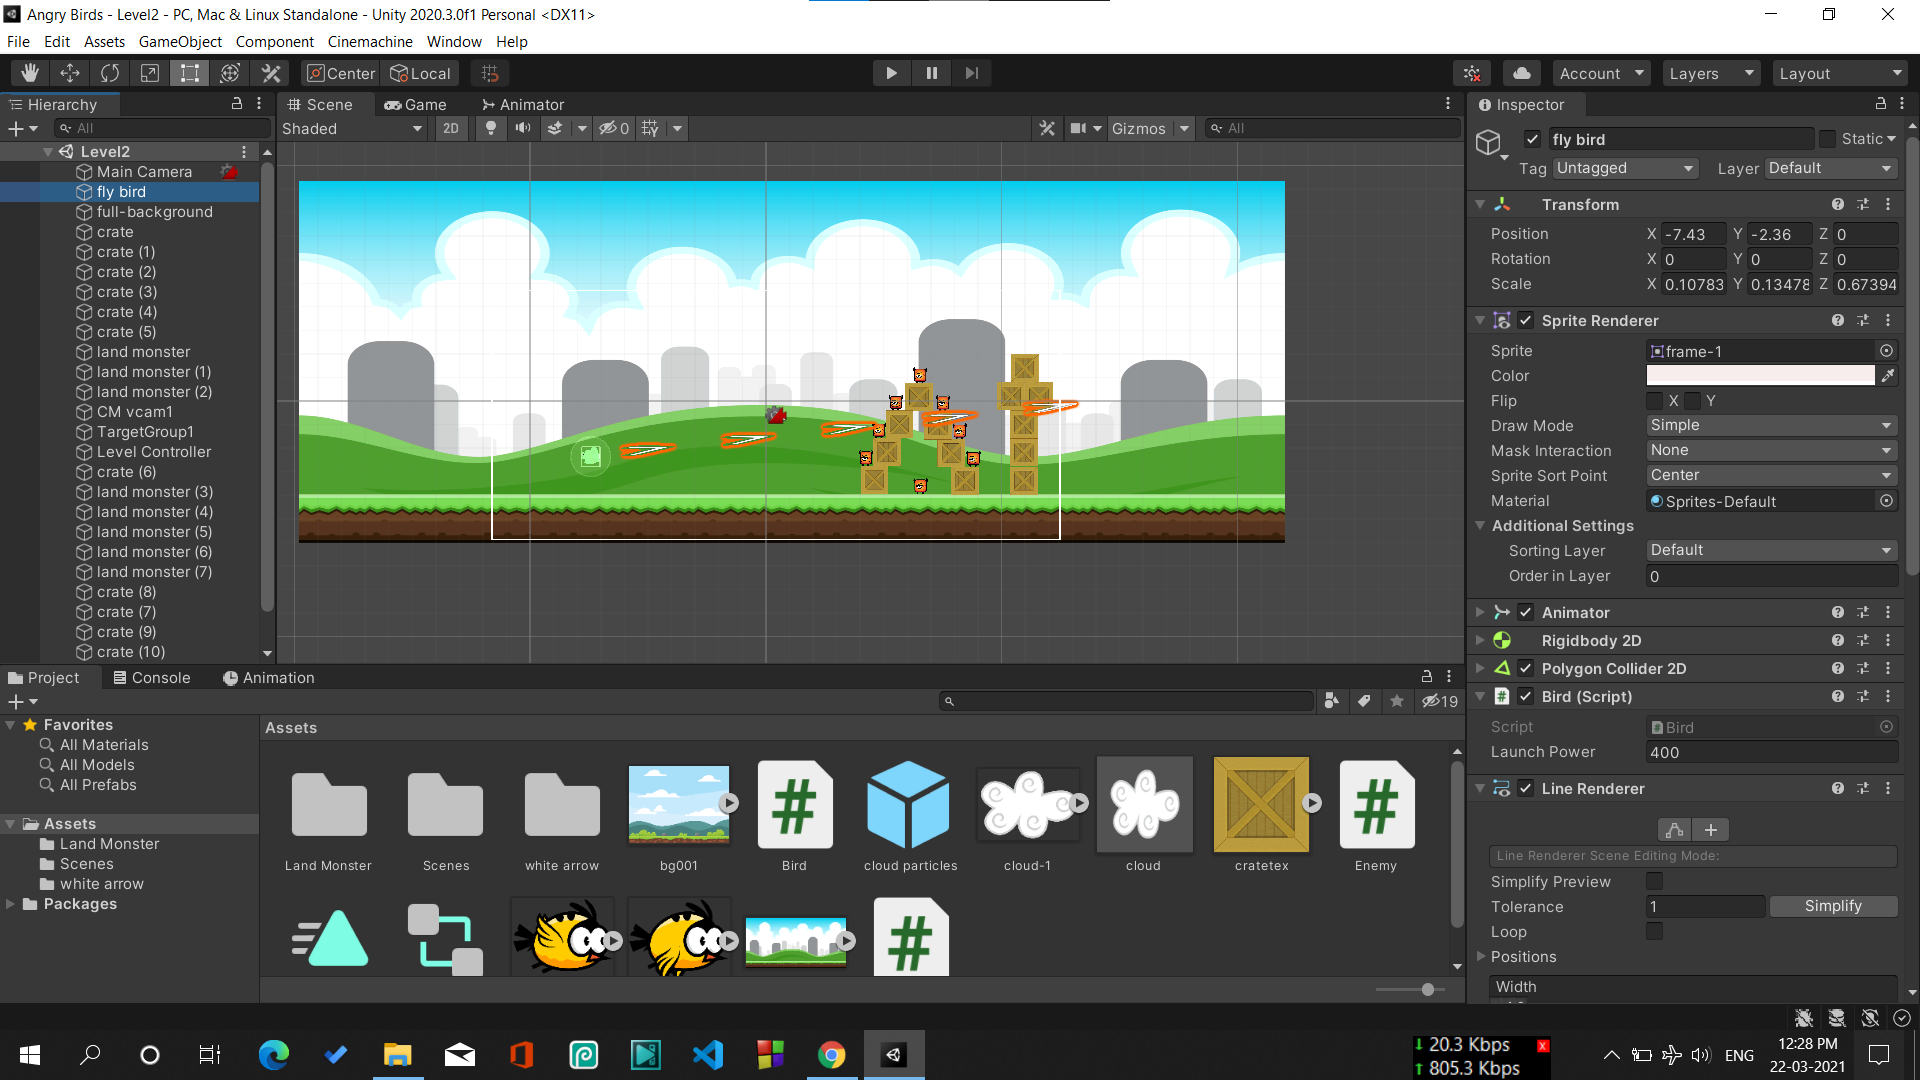 Angry Birds - Level2 - PC, Mac & Linux Standalone - Unity 2020.3.0f1 Personal <DX11>
File Edit Assets GameObject Component Cinemachine Window Help
Center Local Account Layers Layout
Hierarchy
All
Level2
Main Camera
fly bird
full-background
crate
crate (1)
crate (2)
crate (3)
crate (4)
crate (5)
land monster
land monster (1)
land monster (2)
CM vcam1
TargetGroup1
Level Controller
crate (6)
land monster (3)
land monster (4)
land monster (5)
land monster (6)
land monster (7)
crate (8)
crate (7)
crate (9)
crate (10)
Scene Game Animator
Shaded 2D 0 Gizmos All
Inspector
fly bird Static
Tag Untagged Layer Default
Transform
Position X -7.43 Y -2.36 Z 0
Rotation X 0 Y 0 Z 0
Scale X 0.10783 Y 0.13478 Z 0.67394
Sprite Renderer
Sprite frame-1
Color
Flip X Y
Draw Mode Simple
Mask Interaction None
Sprite Sort Point Center
Material Sprites-Default
Additional Settings
Sorting Layer Default
Order in Layer 0
Animator
Rigidbody 2D
Polygon Collider 2D
Bird (Script)
Script Bird
Launch Power 400
Line Renderer
Line Renderer Scene Editing Mode:
Simplify Preview
Tolerance 1 Simplify
Loop
Positions
Width
Project Console Animation
19
Favorites
All Materials
All Models
All Prefabs
Assets
Land Monster
Scenes
white arrow
Packages
Assets
Land Monster Scenes white arrow bg001 Bird cloud particles cloud-1 cloud cratetex Enemy
20.3 Kbps
805.3 Kbps
ENG
12:28 PM
22-03-2021